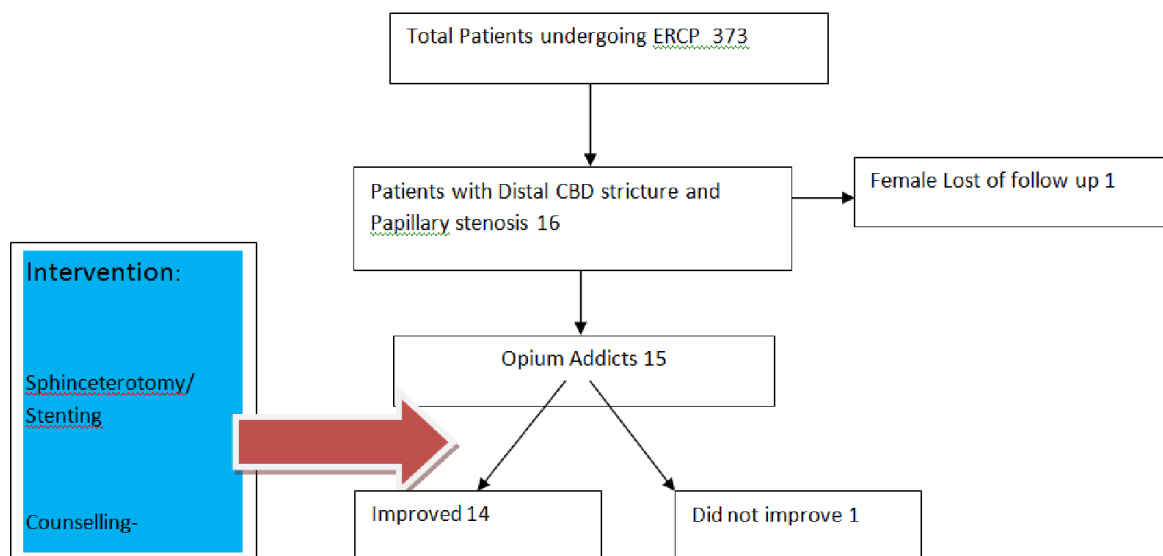 Total Patients undergoing ERCP 373
Patients with Distal CBD stricture and
Papillary stenosis 16
Female Lost of follow up 1
Intervention:
Sphinceterotomy/
Stenting
Counselling-
Opium Addicts 15
Improved 14
Did not improve 1